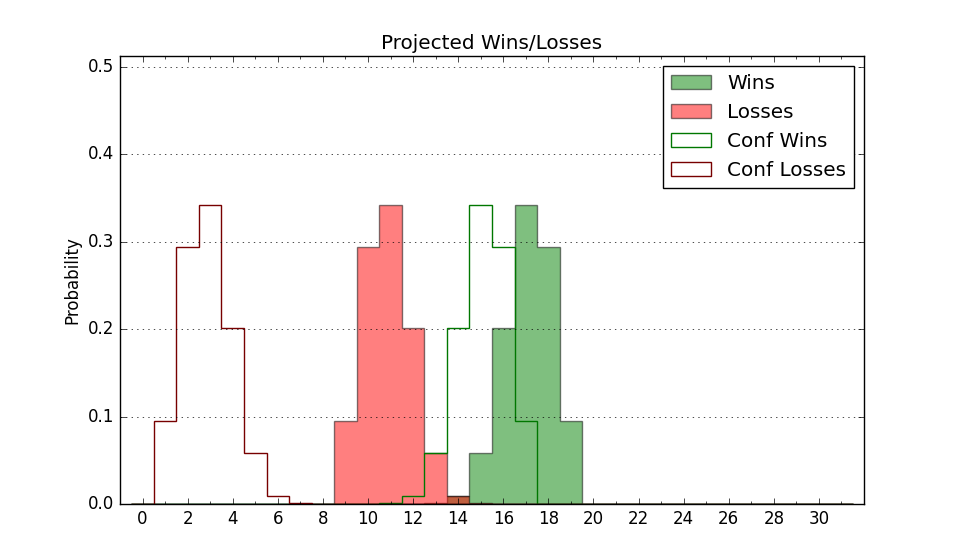 Projected Wins/Losses
0.5
0.4
0.3
0.2
0.1
0.0
Probability
Wins
Losses
Conf Wins
Conf Losses
0 2 4 6 8 10 12 14 16 18 20 22 24 26 28 30